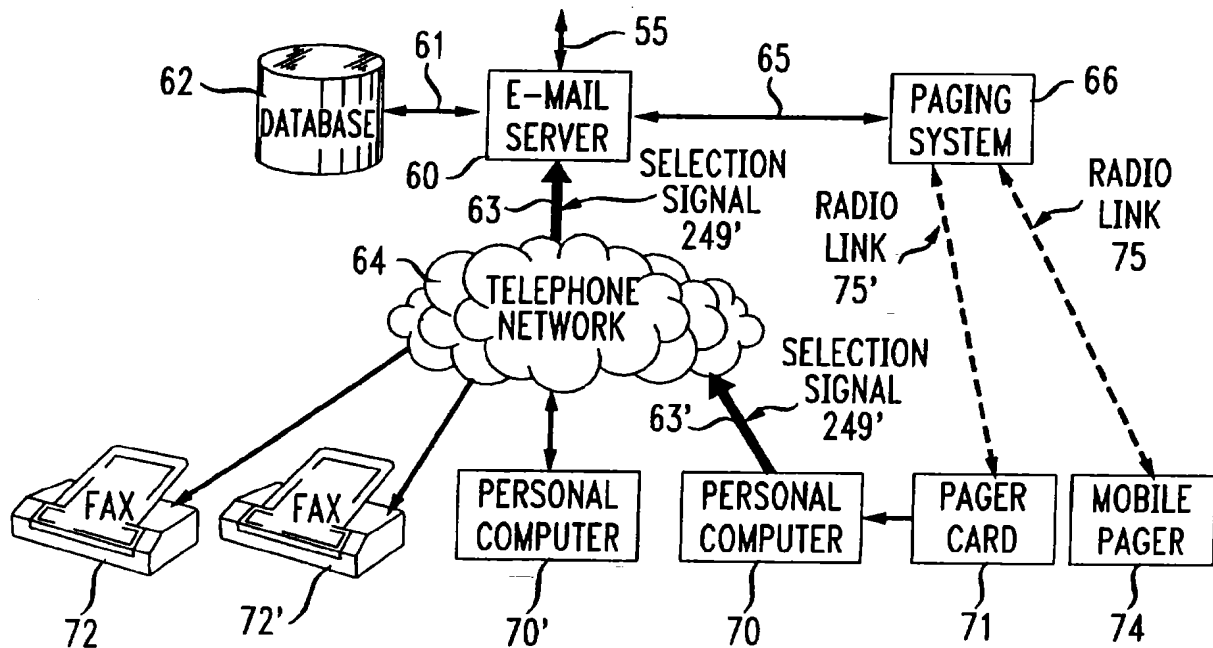 55
61
65
62
66
DATABASE
E-MAIL
SERVER
PAGING
SYSTEM
60
63
SELECTION
SIGNAL
249'
RADIO
LINK
75'
RADIO
LINK
75
64
TELEPHONE
NETWORK
SELECTION
SIGNAL
249'
63'
FAX
FAX
PERSONAL
COMPUTER
PERSONAL
COMPUTER
PAGER
CARD
MOBILE
PAGER
72
72'
70'
70
71
74